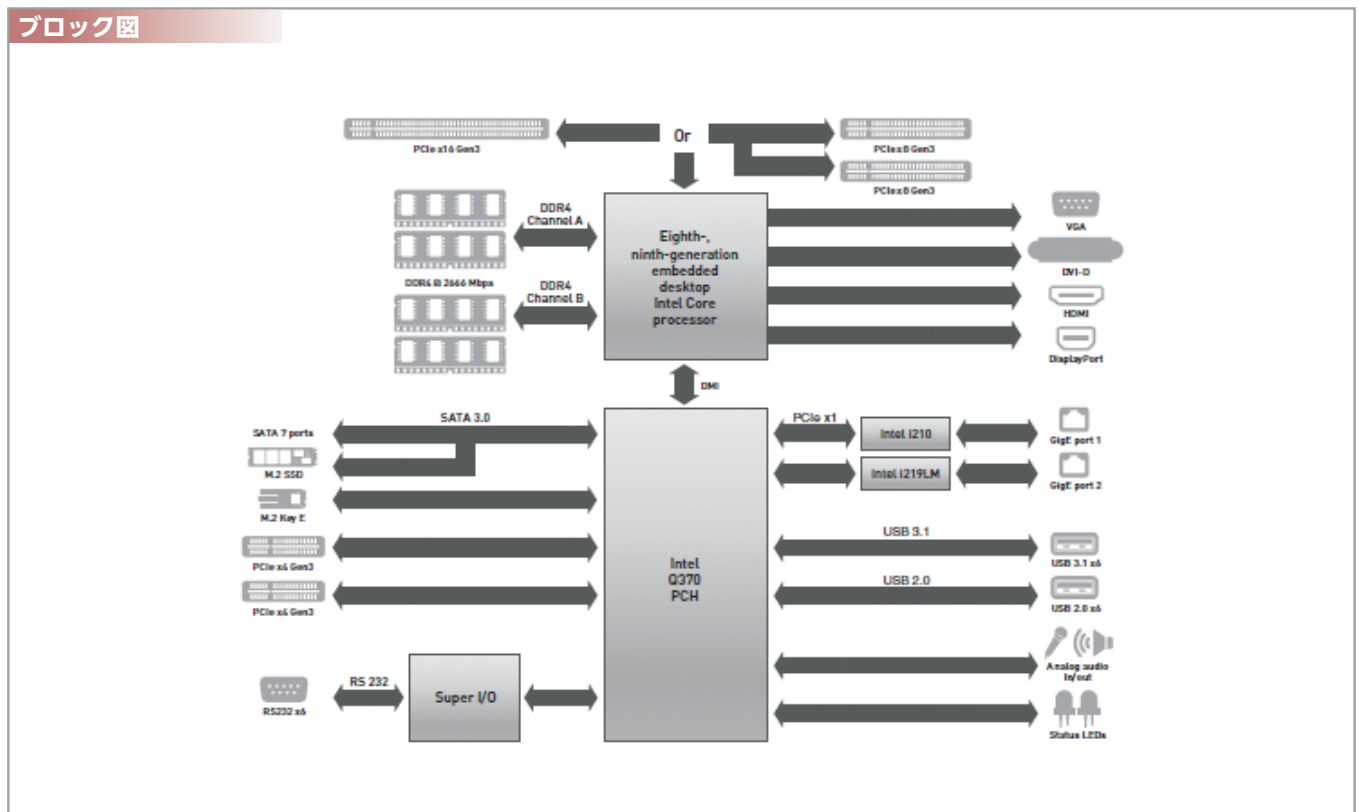 ブロック図
PCIe x16 Gen3
Or
PCIe x8 Gen3
PCIe x8 Gen3
DDR4
Channel A
DDR4 @ 2666 Mbps
DDR4
Channel B
Eighth-,
ninth-generation
embedded
desktop
Intel Core
processor
VGA
DVI-D
HDMI
DisplayPort
DMI
SATA 3.0
SATA 7 ports
M.2 SSD
M.2 Key E
PCIe x4 Gen3
PCIe x4 Gen3
Intel
Q370
PCH
PCIe x1
Intel I210
GigE port 1
Intel I219LM
GigE port 2
USB 3.1
USB 3.1 x6
USB 2.0
USB 2.0 x6
Analog audio
In/out
Status LEDs
RS 232
RS232 x6
Super I/O